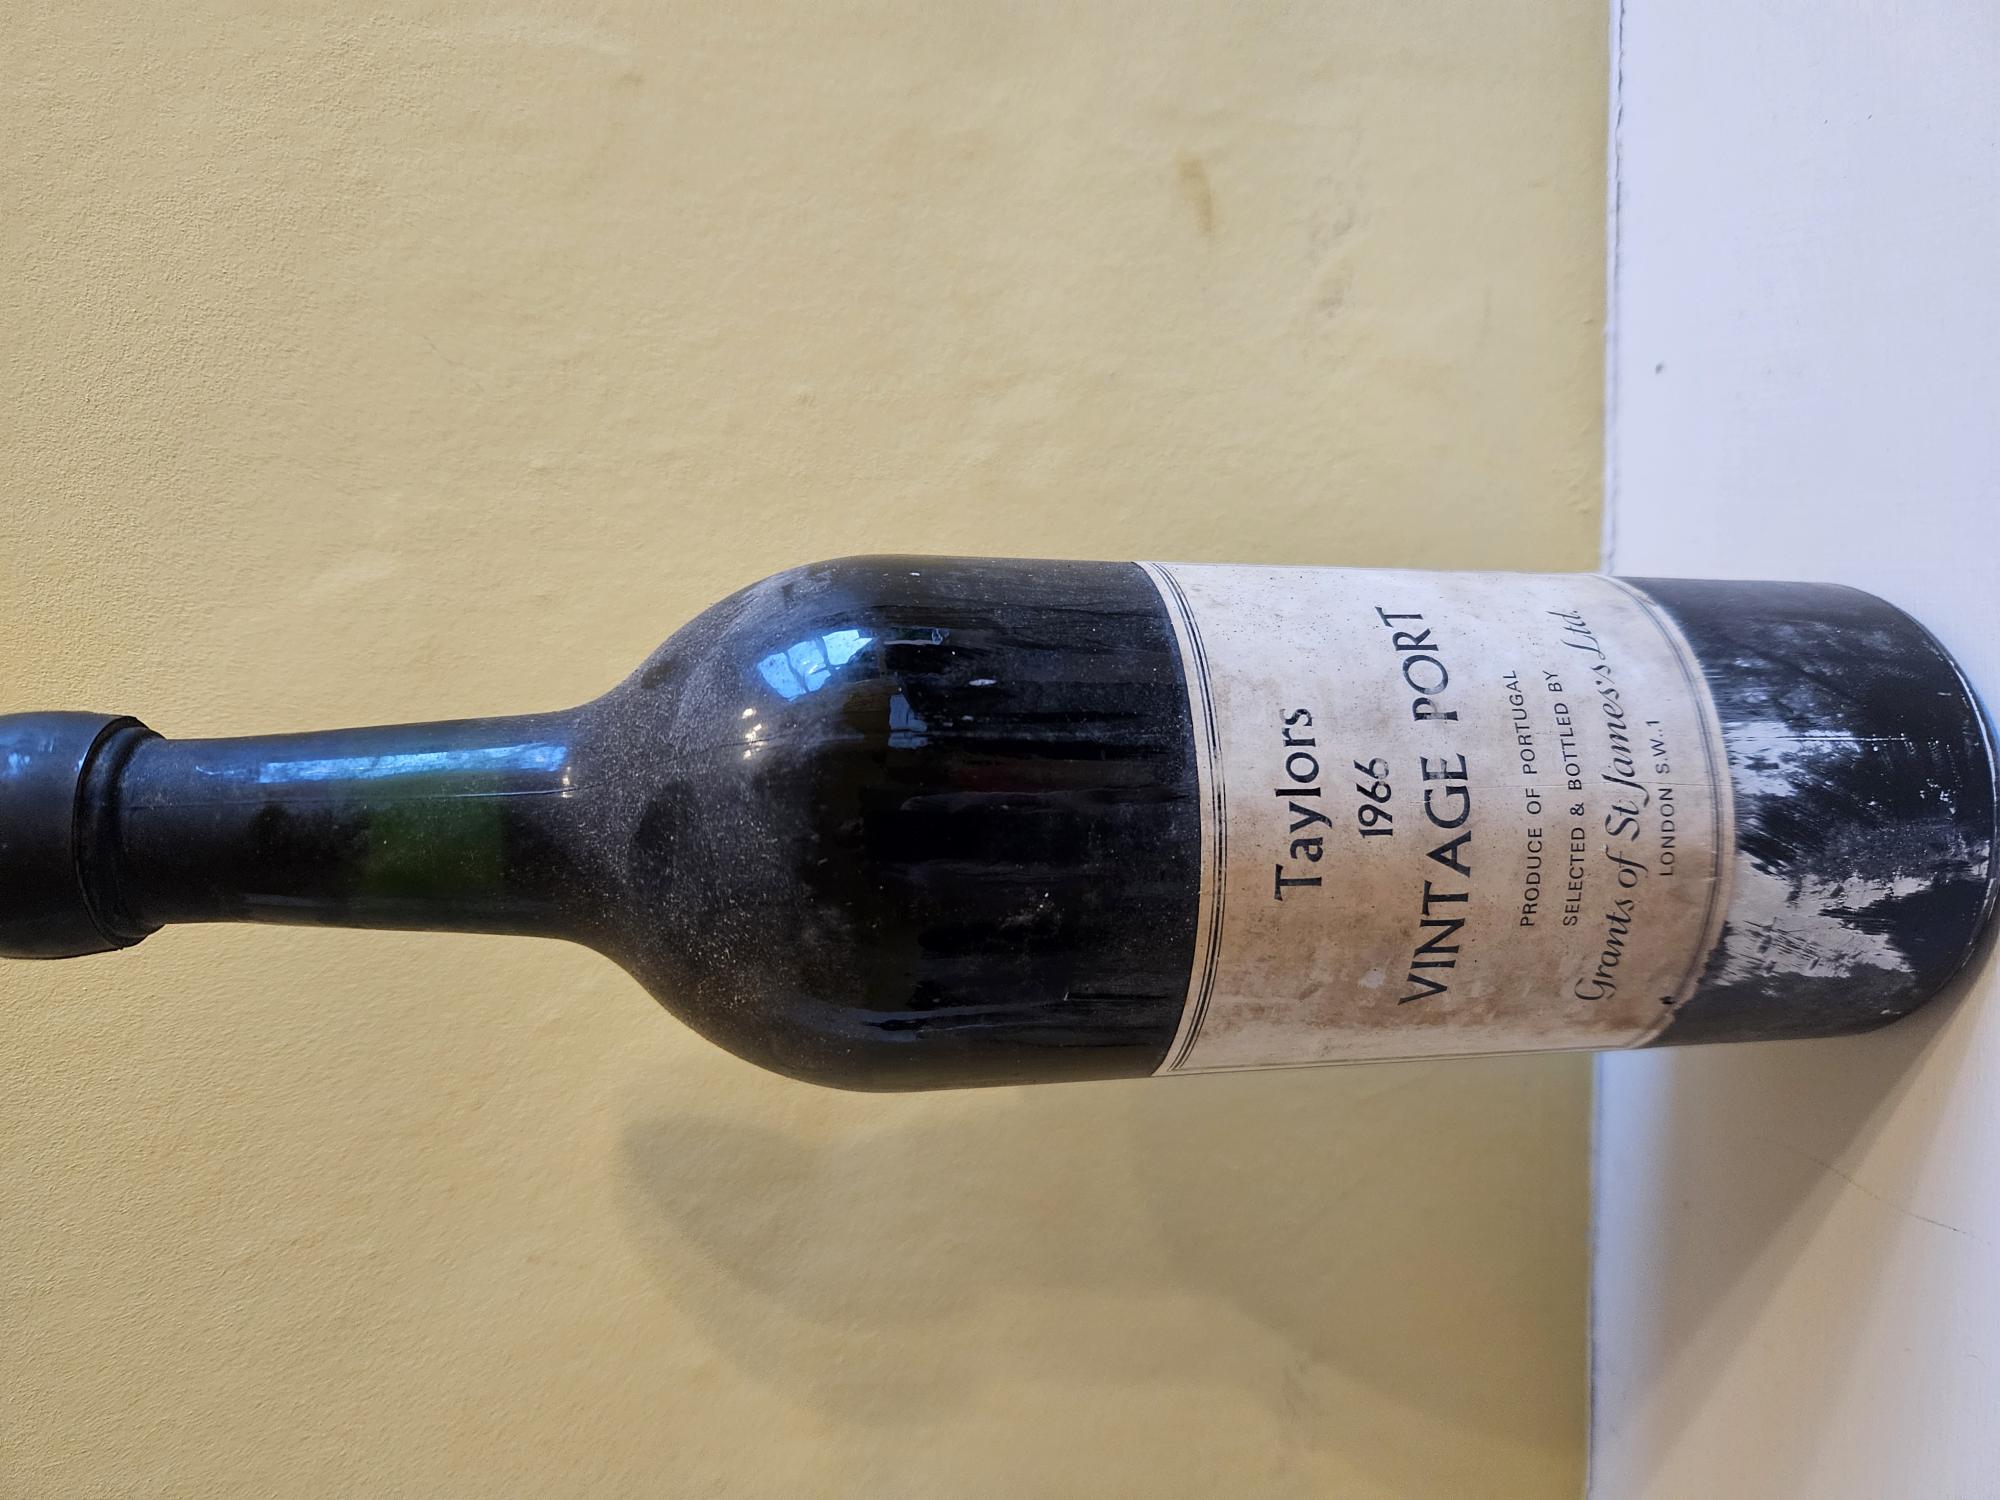 Taylors
1966
VINTAGE PORT
PRODUCE OF PORTUGAL
SELECTED & BOTTLED BY
Grants of St James's Ltd.
LONDON S.W.1